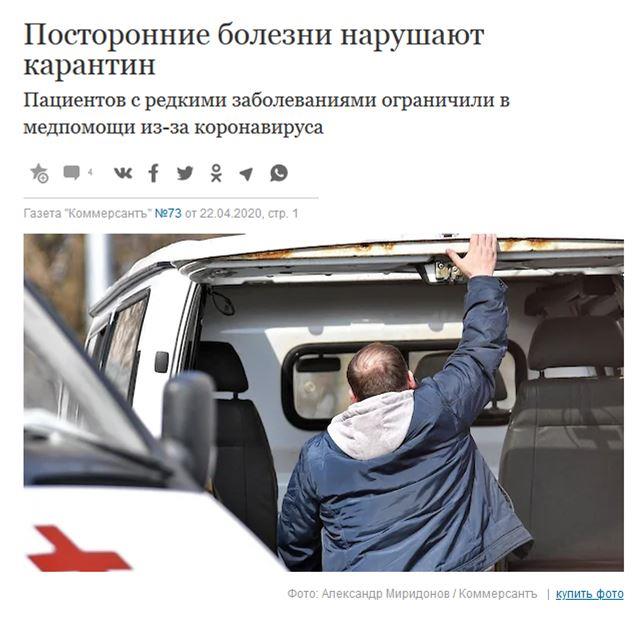 Посторонние болезни нарушают
карантин
Пациентов с редкими заболеваниями ограничили в
медпомощи из-за коронавируса
4
Газета "Коммерсантъ" №73 от 22.04.2020, стр. 1
Фото: Александр Миридонов / Коммерсантъ | купить фото